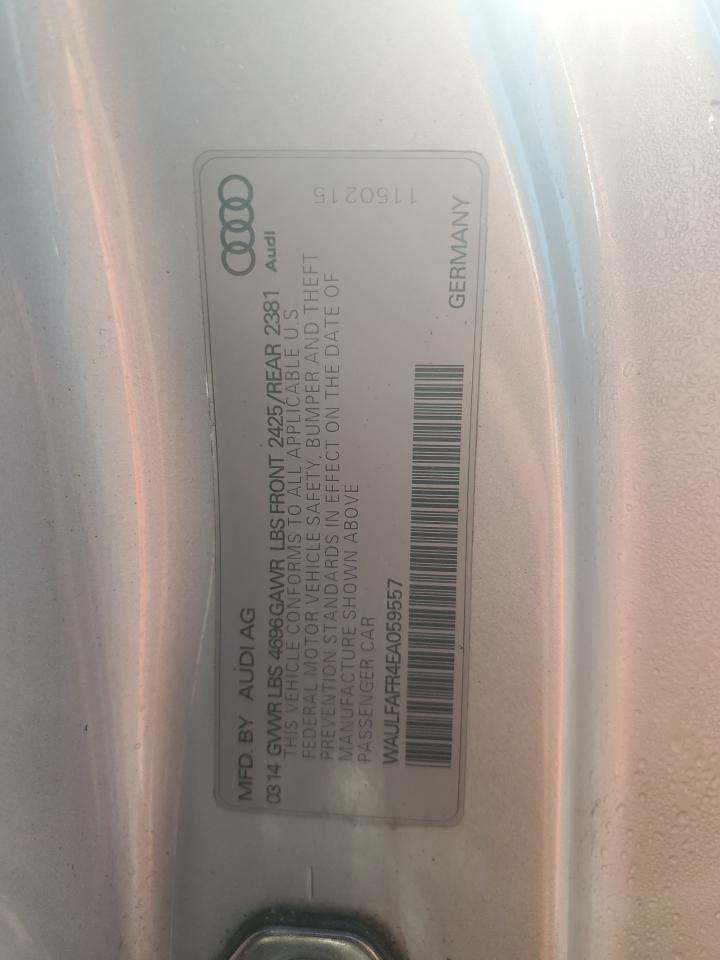 MFD. BY AUDI AG
Audi
0314 GVWR LBS 4696 GAWR LBS FRONT 2425/REAR 2381
THIS VEHICLE CONFORMS TO ALL APPLICABLE U.S.
FEDERAL MOTOR VEHICLE SAFETY, BUMPER AND THEFT
PREVENTION STANDARDS IN EFFECT ON THE DATE OF
MANUFACTURE SHOWN ABOVE
PASSENGER CAR
WAULFAFR4EA059557
GERMANY
1150215